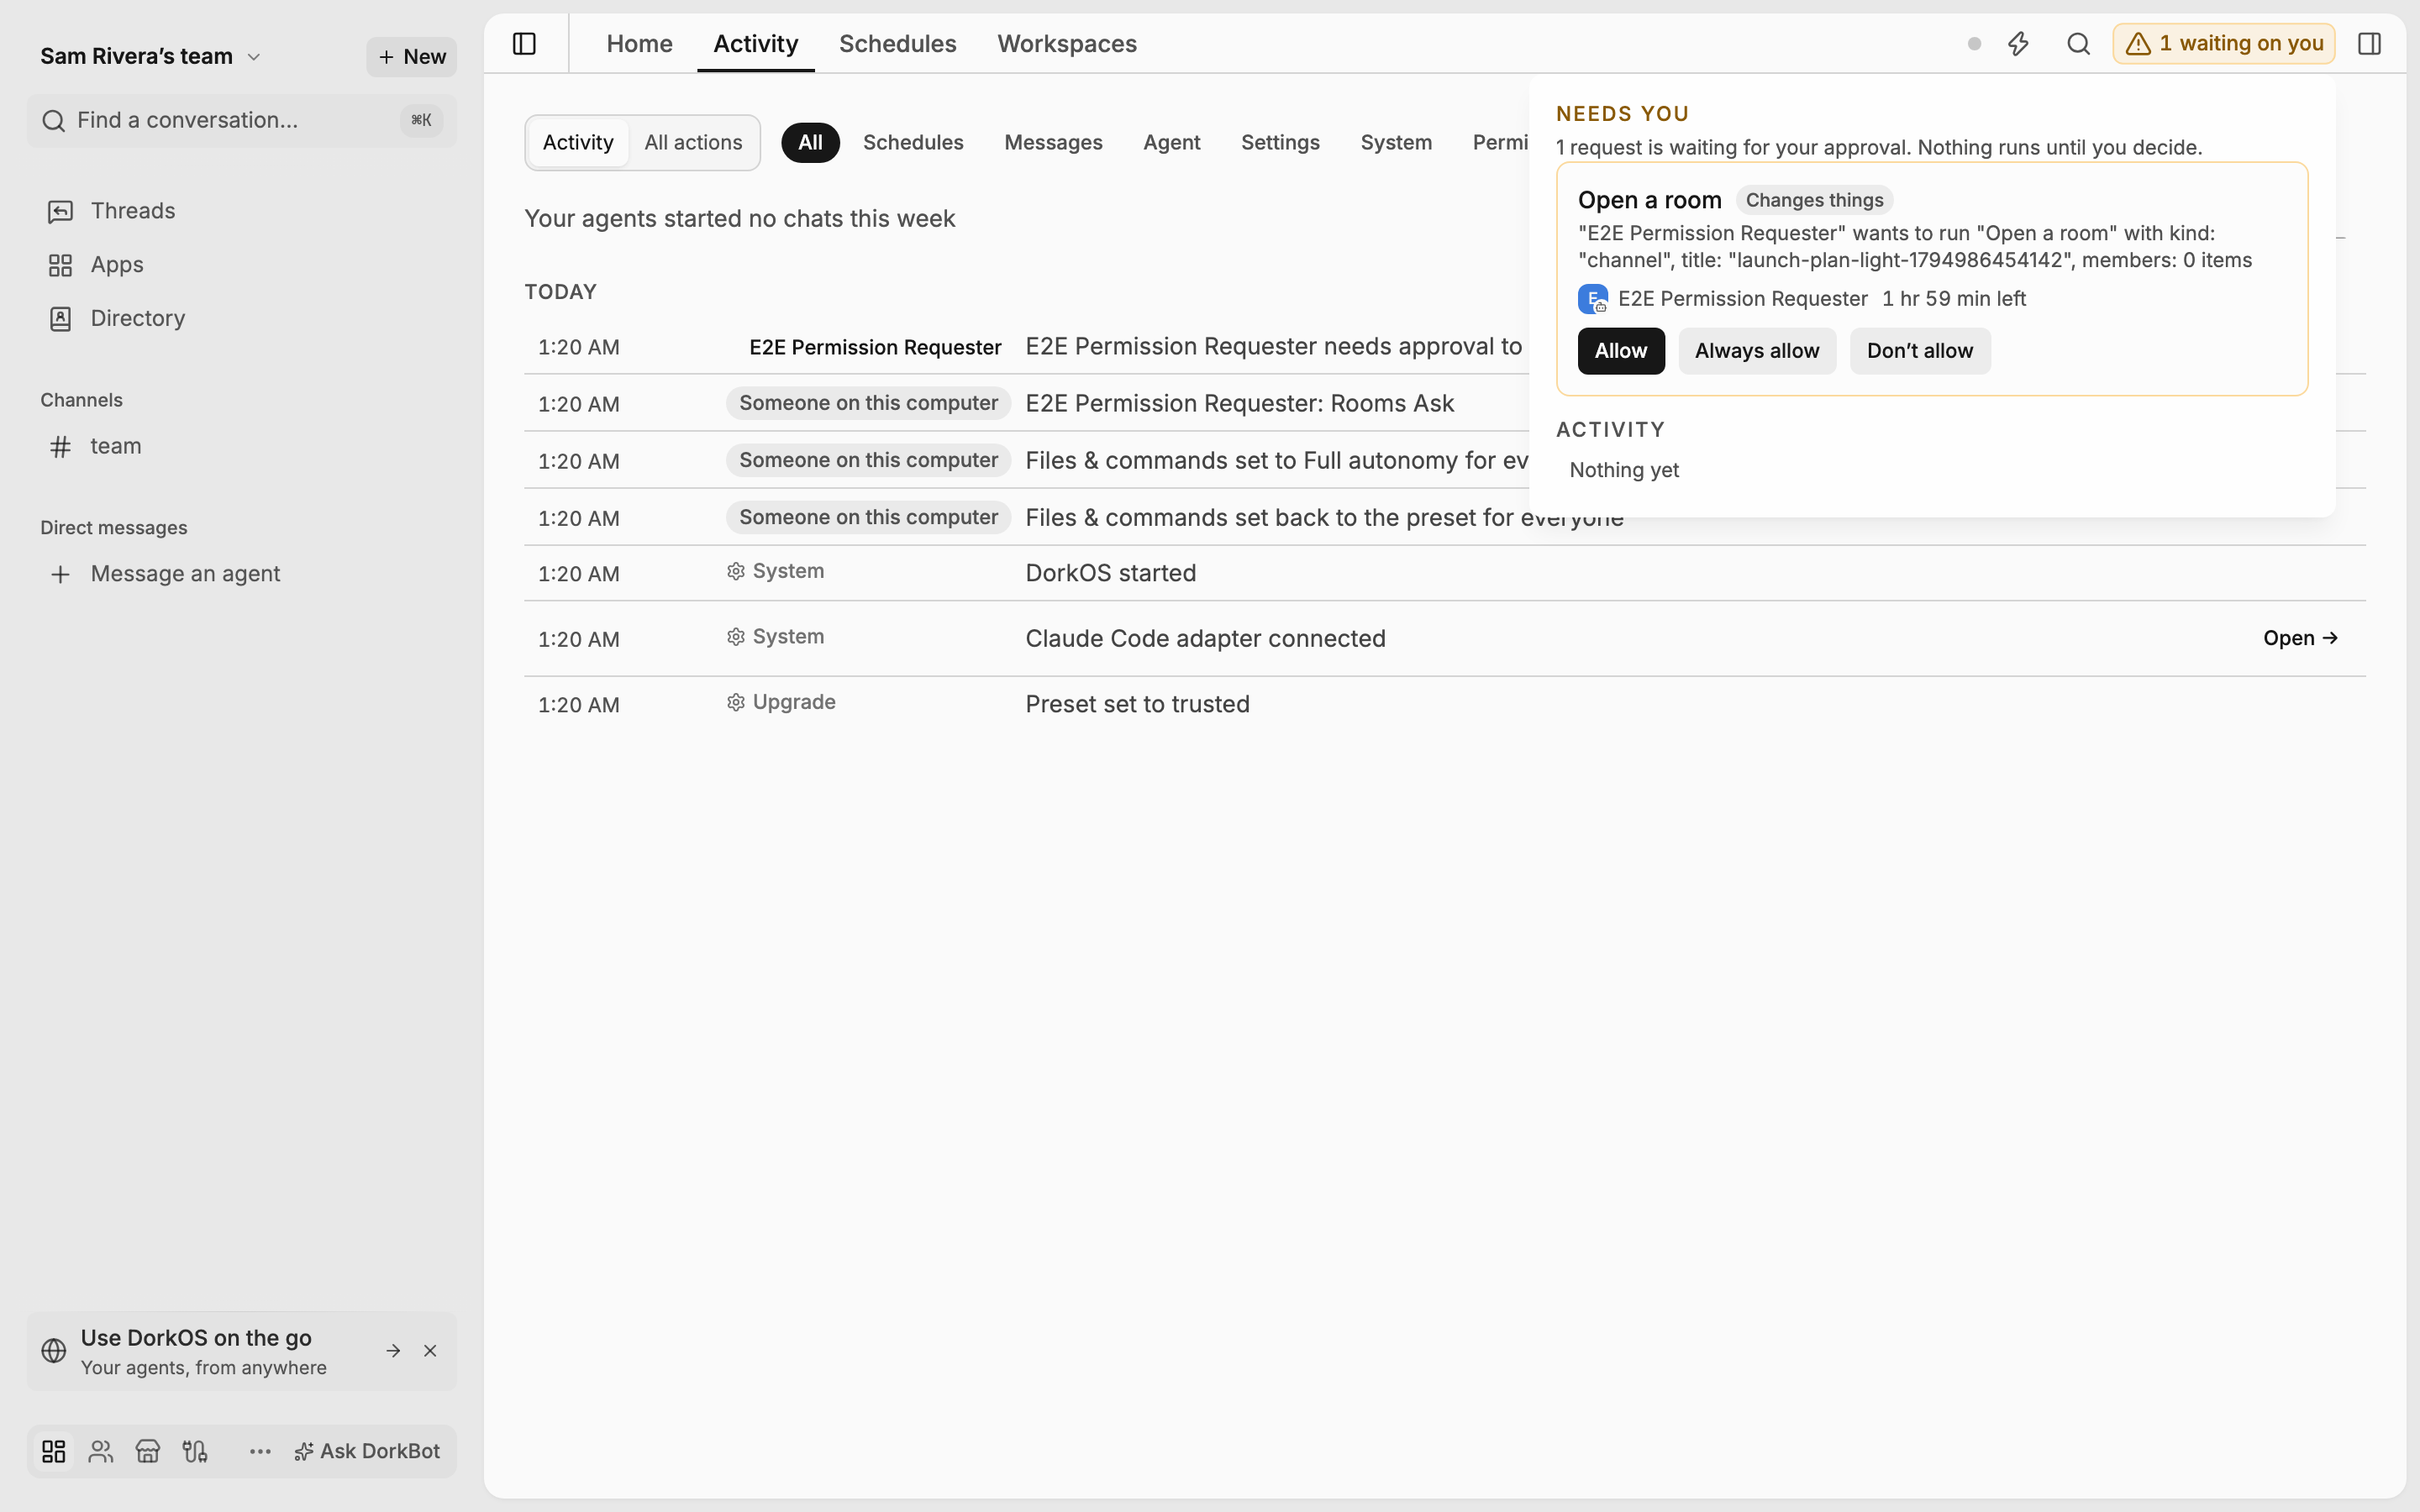 Sam Rivera’s team
+ New
Find a conversation...
⌘K
Threads
Apps
Directory
Channels
# team
Direct messages
+ Message an agent
Use DorkOS on the go
Your agents, from anywhere
Ask DorkBot
Home
Activity
Schedules
Workspaces
1 waiting on you
Activity
All actions
All
Schedules
Messages
Agent
Settings
System
Permi
Your agents started no chats this week
TODAY
1:20 AM E2E Permission Requester E2E Permission Requester needs approval to
1:20 AM Someone on this computer E2E Permission Requester: Rooms Ask
1:20 AM Someone on this computer Files & commands set to Full autonomy for ev
1:20 AM Someone on this computer Files & commands set back to the preset for everyone
1:20 AM System DorkOS started
1:20 AM System Claude Code adapter connected Open →
1:20 AM Upgrade Preset set to trusted
NEEDS YOU
1 request is waiting for your approval. Nothing runs until you decide.
Open a room Changes things
"E2E Permission Requester" wants to run "Open a room" with kind:
"channel", title: "launch-plan-light-1794986454142", members: 0 items
E E2E Permission Requester 1 hr 59 min left
Allow
Always allow
Don’t allow
ACTIVITY
Nothing yet